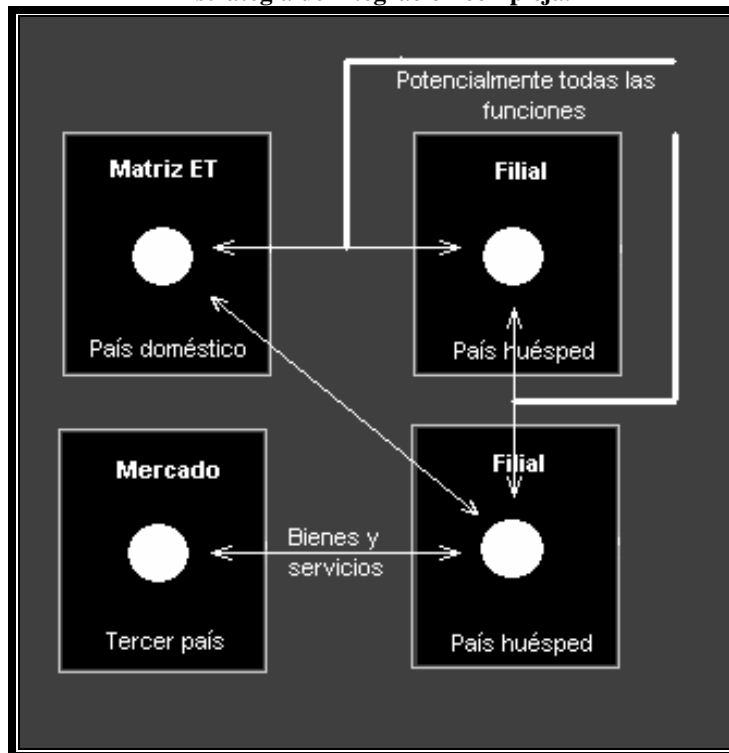 Potencialmente todas las
funciones
Matriz ET
Filial
País doméstico
País huésped
Mercado
Filial
Bienes y
servicios
Tercer país
País huésped